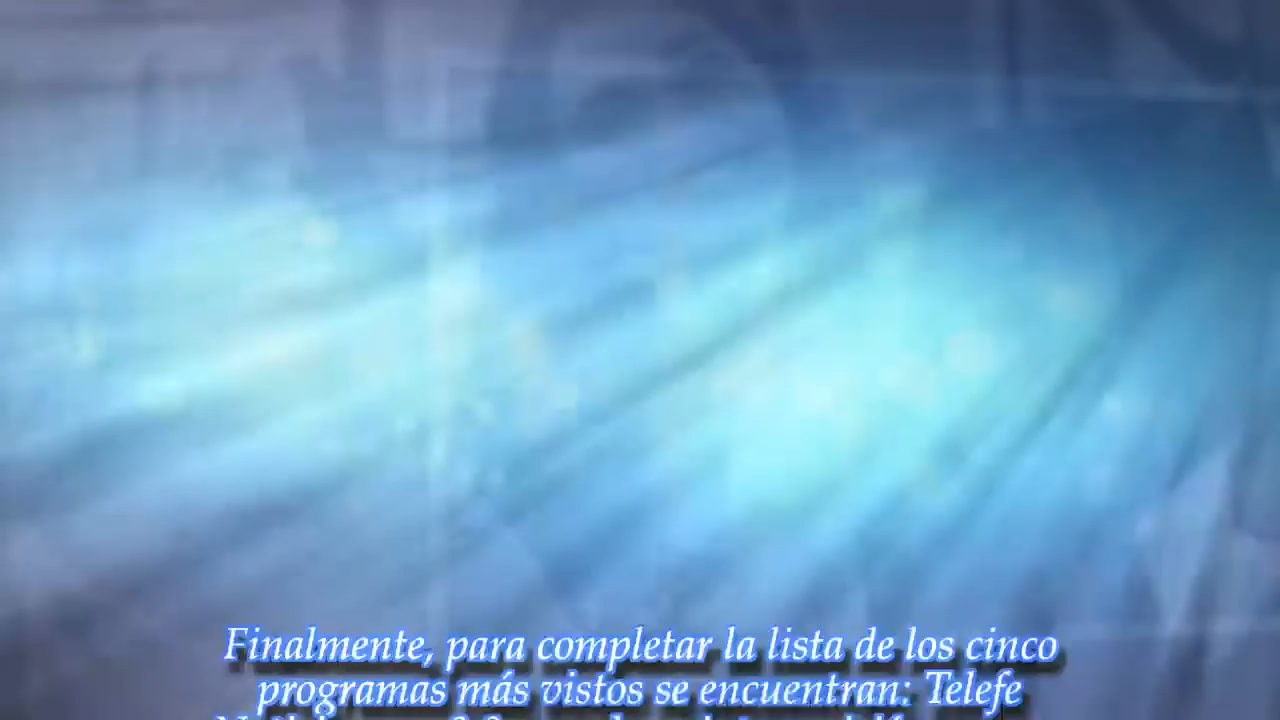 Finalmente, para completar la lista de los cinco
programas más vistos se encuentran: Telefe